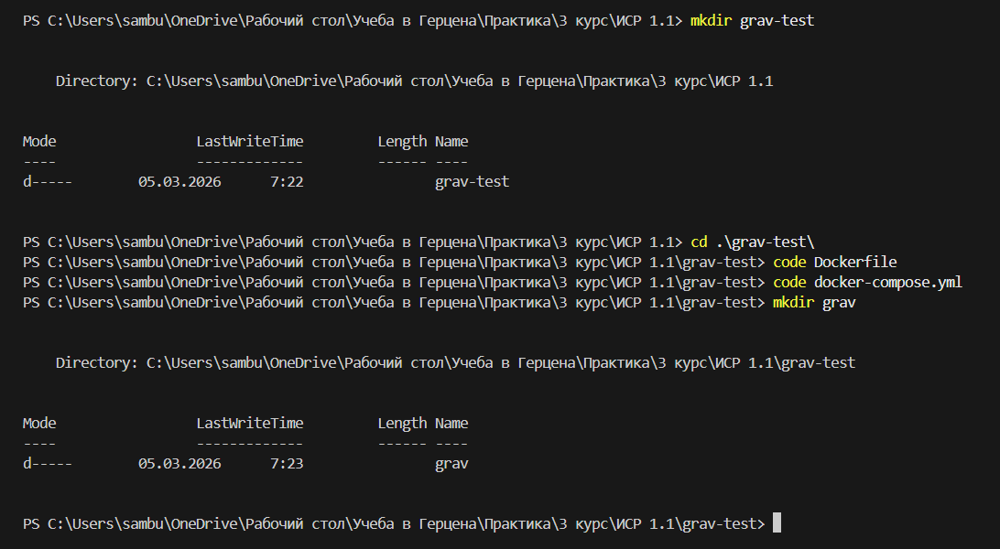 PS C:\Users\sambu\OneDrive\Рабочий стол\Учеба в Герцена\Практика\3 курс\ИСР 1.1> mkdir grav-test
Directory: C:\Users\sambu\OneDrive\Рабочий стол\Учеба в Герцена\Практика\3 курс\ИСР 1.1
Mode                 LastWriteTime         Length Name
----                 -------------         ------ ----
d-----        05.03.2026      7:22                grav-test
PS C:\Users\sambu\OneDrive\Рабочий стол\Учеба в Герцена\Практика\3 курс\ИСР 1.1> cd .\grav-test\
PS C:\Users\sambu\OneDrive\Рабочий стол\Учеба в Герцена\Практика\3 курс\ИСР 1.1\grav-test> code Dockerfile
PS C:\Users\sambu\OneDrive\Рабочий стол\Учеба в Герцена\Практика\3 курс\ИСР 1.1\grav-test> code docker-compose.yml
PS C:\Users\sambu\OneDrive\Рабочий стол\Учеба в Герцена\Практика\3 курс\ИСР 1.1\grav-test> mkdir grav
Directory: C:\Users\sambu\OneDrive\Рабочий стол\Учеба в Герцена\Практика\3 курс\ИСР 1.1\grav-test
Mode                 LastWriteTime         Length Name
----                 -------------         ------ ----
d-----        05.03.2026      7:23                grav
PS C:\Users\sambu\OneDrive\Рабочий стол\Учеба в Герцена\Практика\3 курс\ИСР 1.1\grav-test>